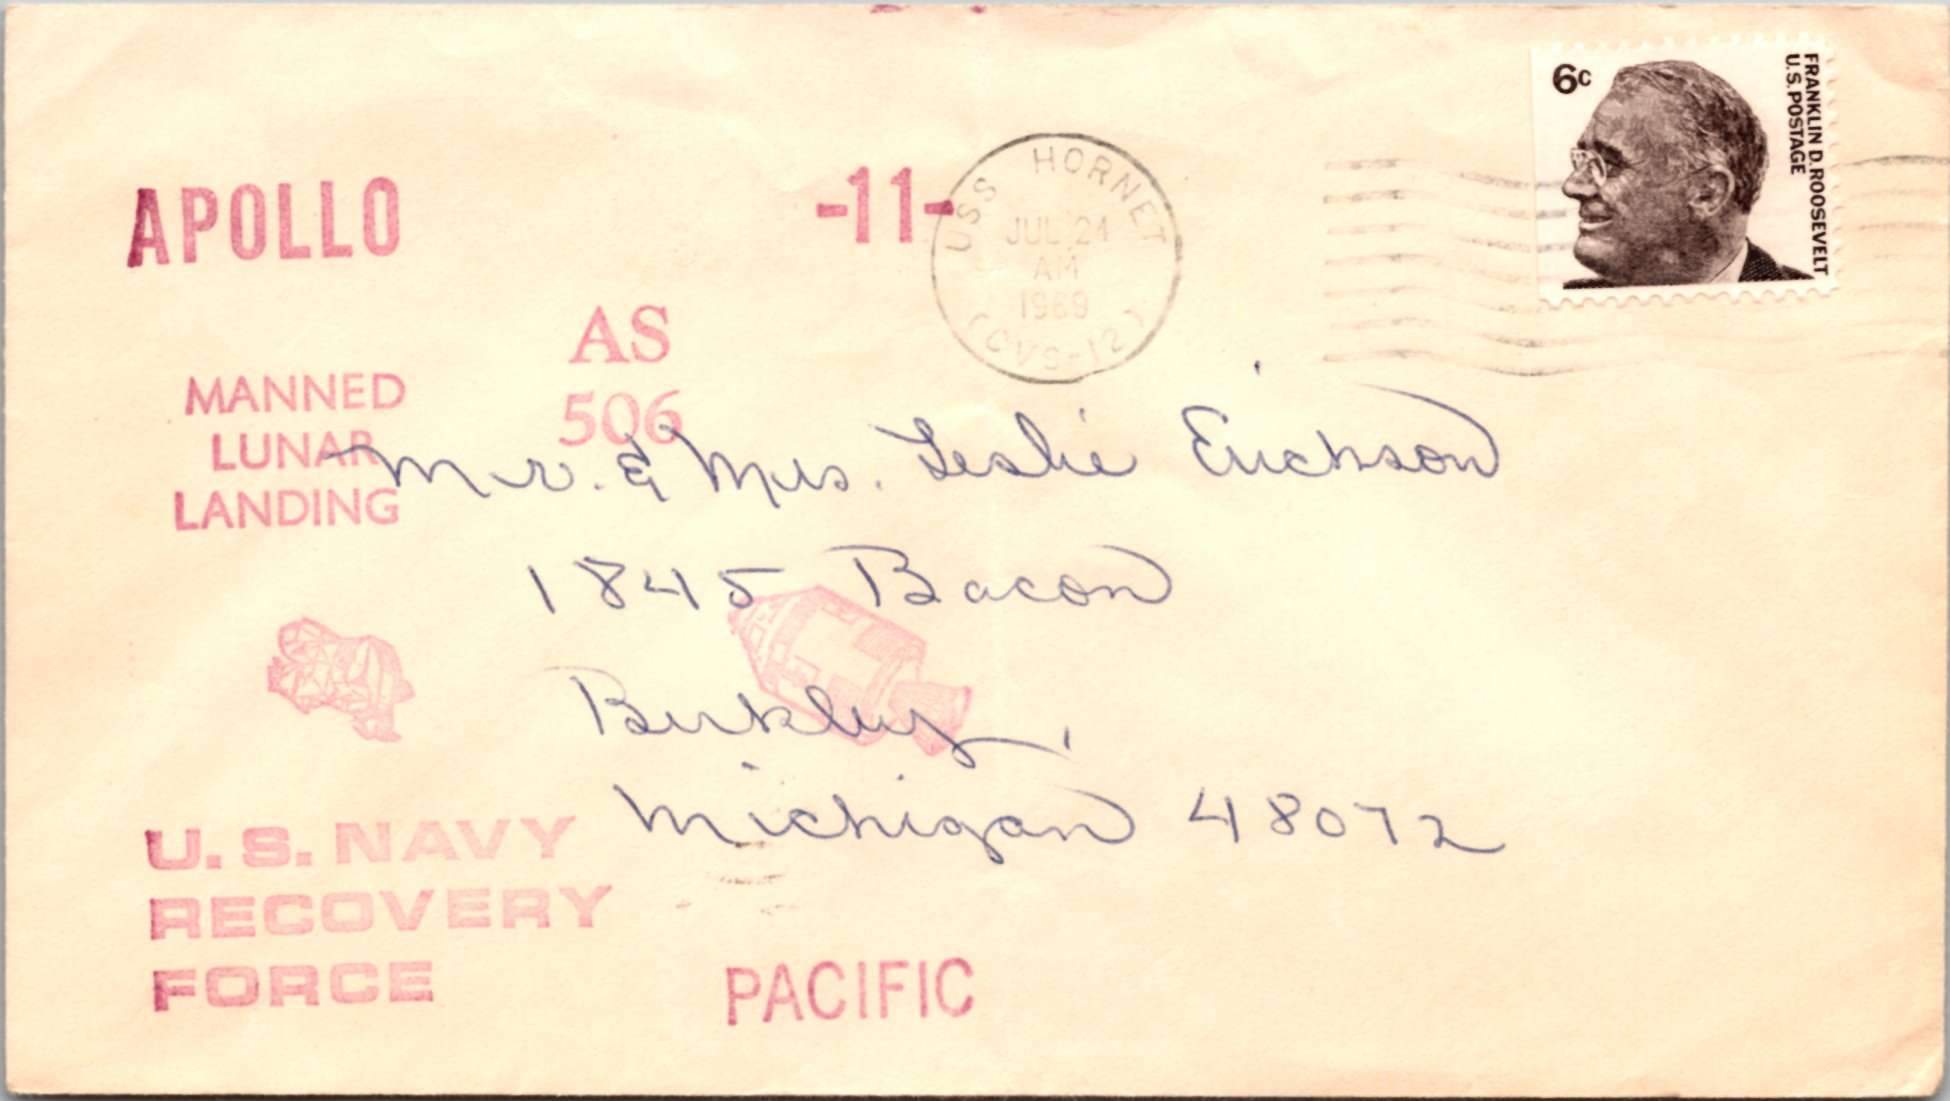 6c
FRANKLIN D. ROOSEVELT
U.S. POSTAGE
APOLLO -11-
USS HORNET
JUL 24
AM
1969
(CVS-12)
AS
506
MANNED
LUNAR
LANDING
Mr. & Mrs. Leslie Erickson
1845 Bacon
Berkley,
Michigan 48072
U.S. NAVY
RECOVERY
FORCE
PACIFIC